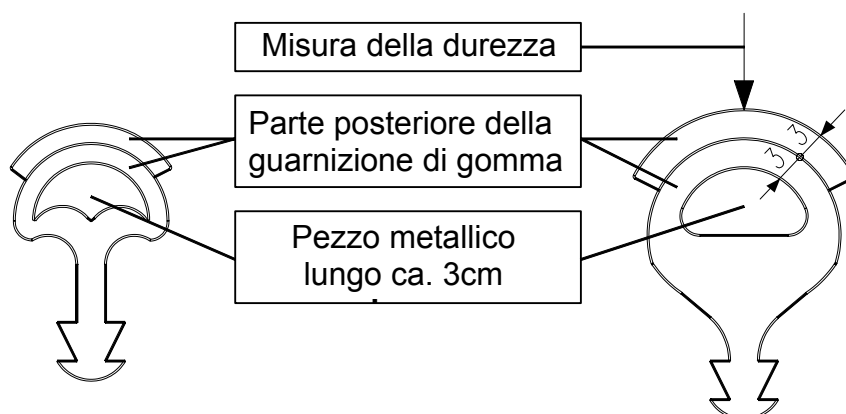 Misura della durezza
Parte posteriore della
guarnizione di gomma
Pezzo metallico
lungo ca. 3cm
3
3